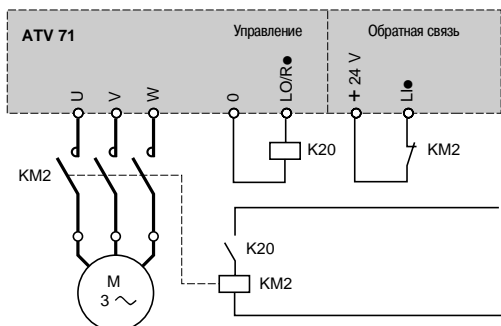 ATV 71
Управление
Обратная связь
U
V
W
0
LO/R●
+ 24 V
LI●
KM2
K20
KM2
K20
KM2
M
3 ~